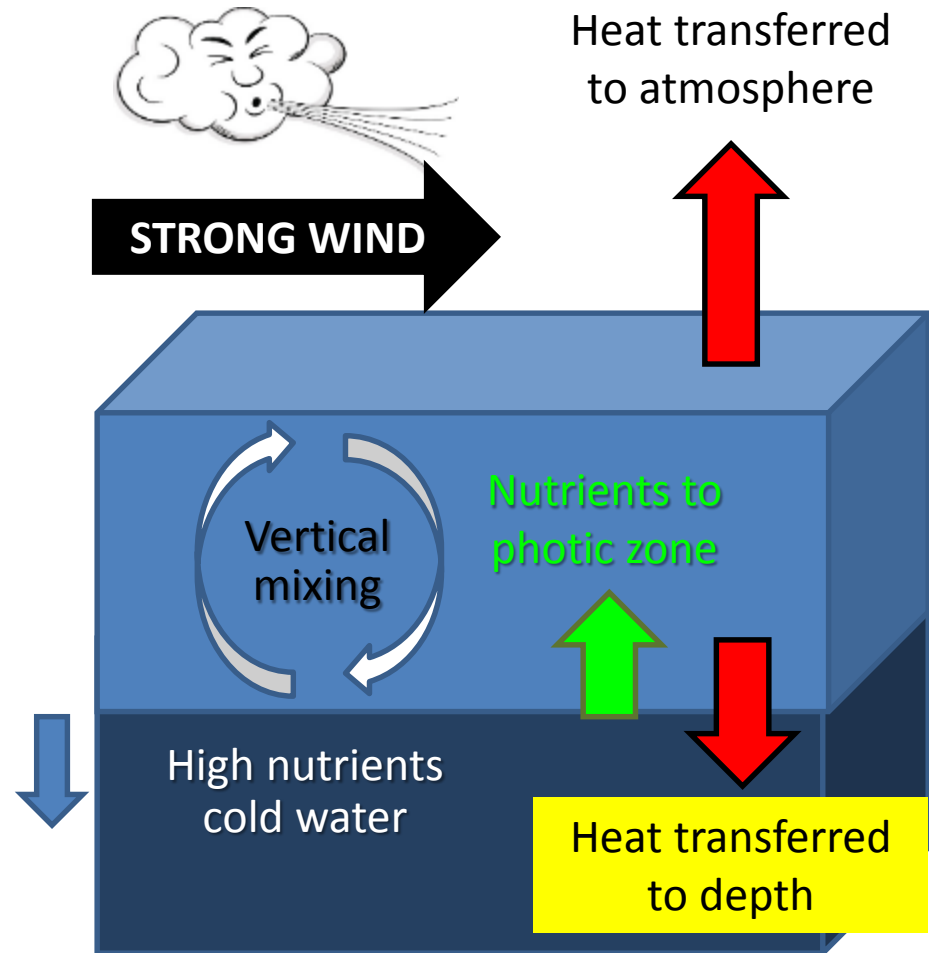 Heat transferred
to atmosphere
STRONG WIND
Vertical
mixing
Nutrients to
photic zone
High nutrients
cold water
Heat transferred
to depth